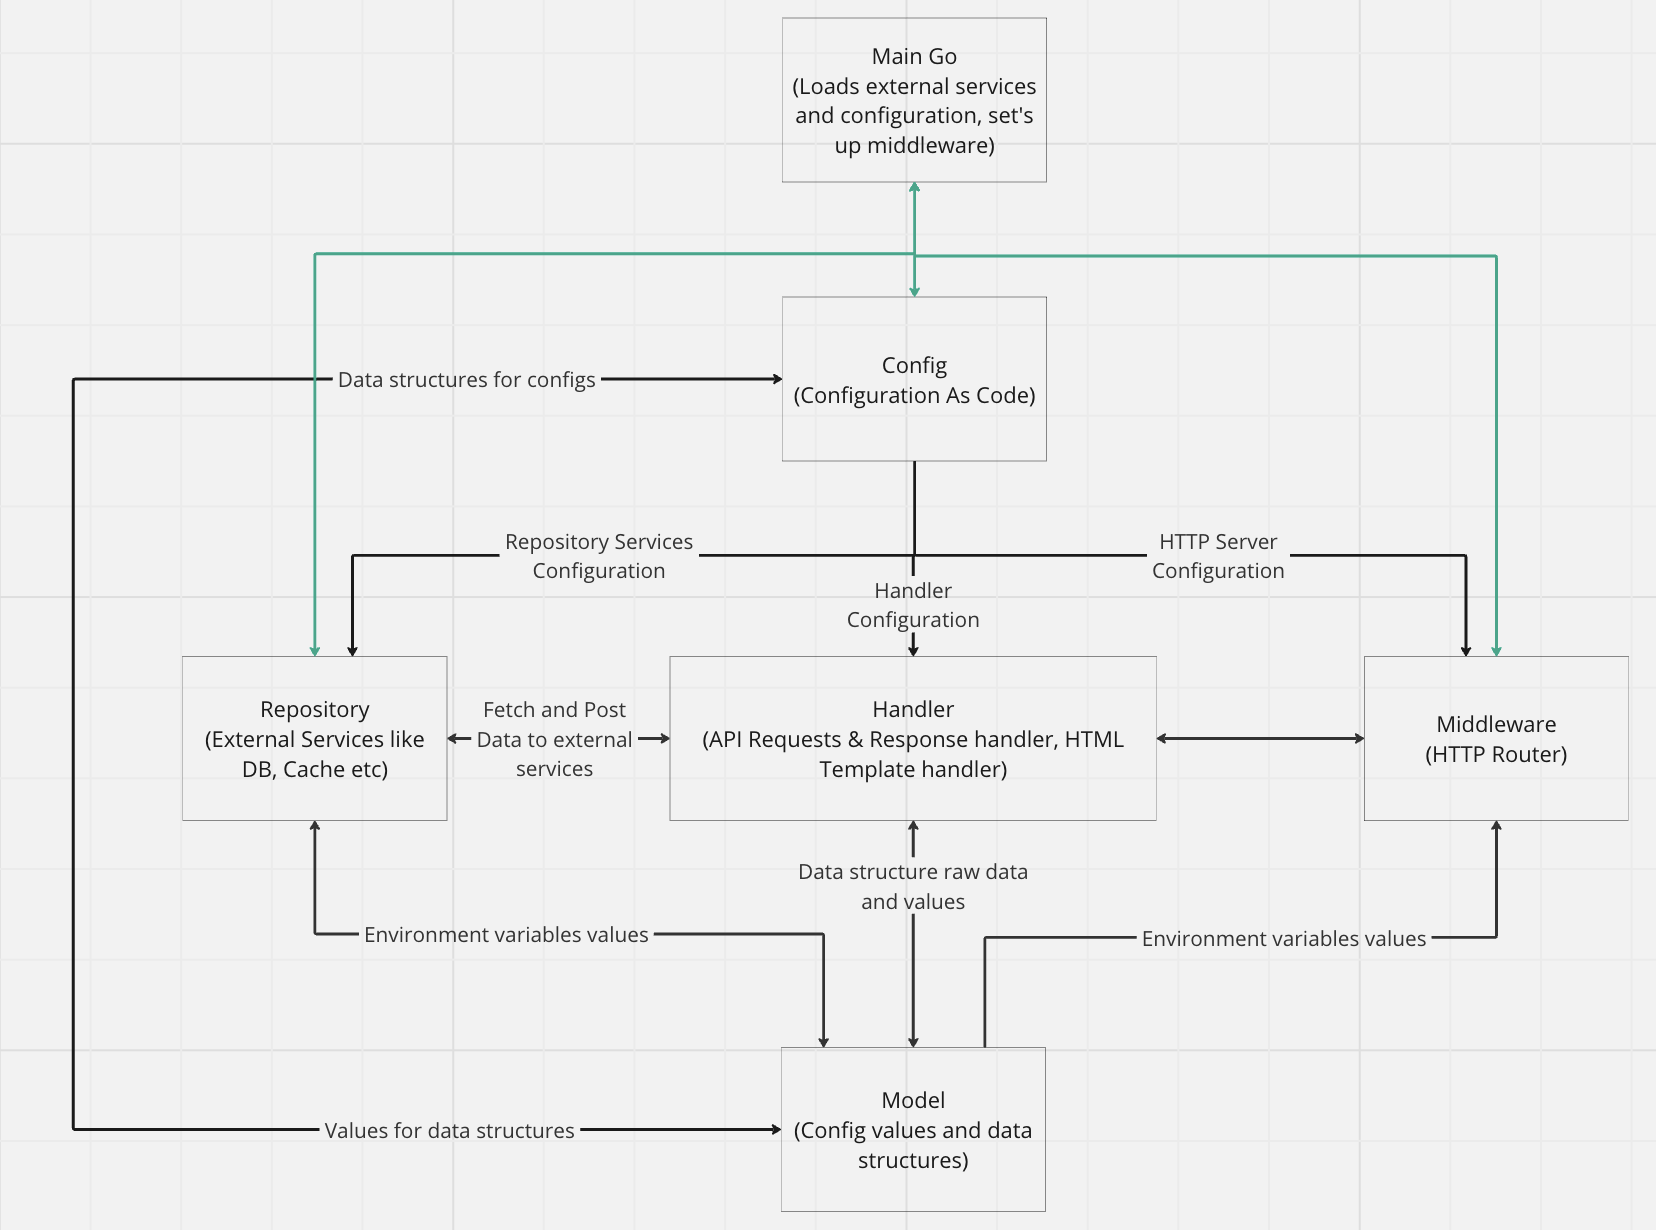 Main Go
(Loads external services
and configuration, set's
up middleware)
Data structures for configs
Config
(Configuration As Code)
Repository Services
Configuration
HTTP Server
Configuration
Handler
Configuration
Repository
(External Services like
DB, Cache etc)
Fetch and Post
Data to external
services
Handler
(API Requests & Response handler, HTML
Template handler)
Middleware
(HTTP Router)
Data structure raw data
and values
Environment variables values
Environment variables values
Model
(Config values and data
structures)
Values for data structures